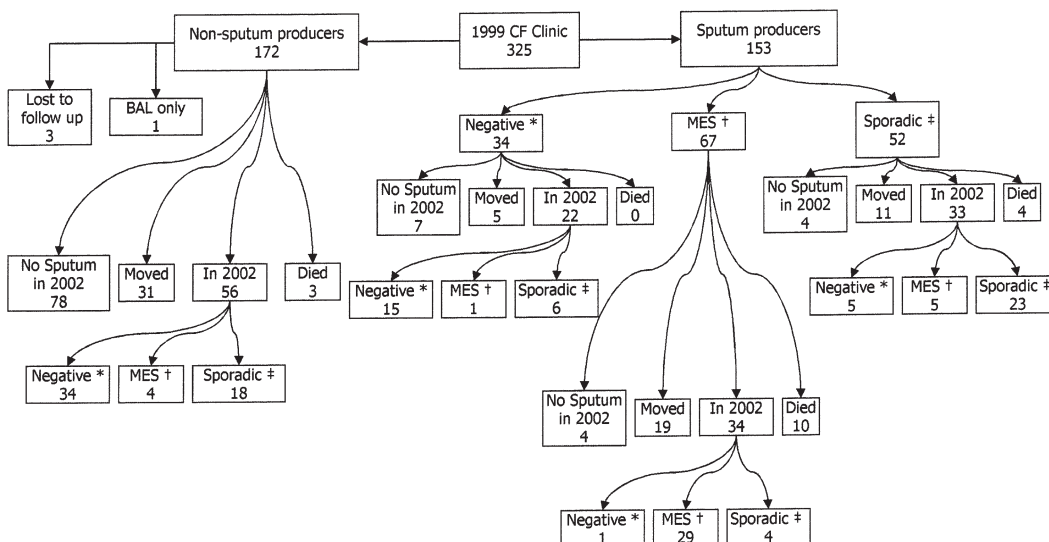 Non-sputum producers
172
1999 CF Clinic
325
Sputum producers
153
Lost to
follow up
3
BAL only
1
Negative *
34
MES †
67
Sporadic ‡
52
No Sputum
in 2002
7
Moved
5
In 2002
22
Died
0
No Sputum
in 2002
4
Moved
11
In 2002
33
Died
4
No Sputum
in 2002
78
Moved
31
In 2002
56
Died
3
Negative *
15
MES †
1
Sporadic ‡
6
Negative *
5
MES †
5
Sporadic ‡
23
Negative *
34
MES †
4
Sporadic ‡
18
No Sputum
in 2002
4
Moved
19
In 2002
34
Died
10
Negative *
1
MES †
29
Sporadic ‡
4